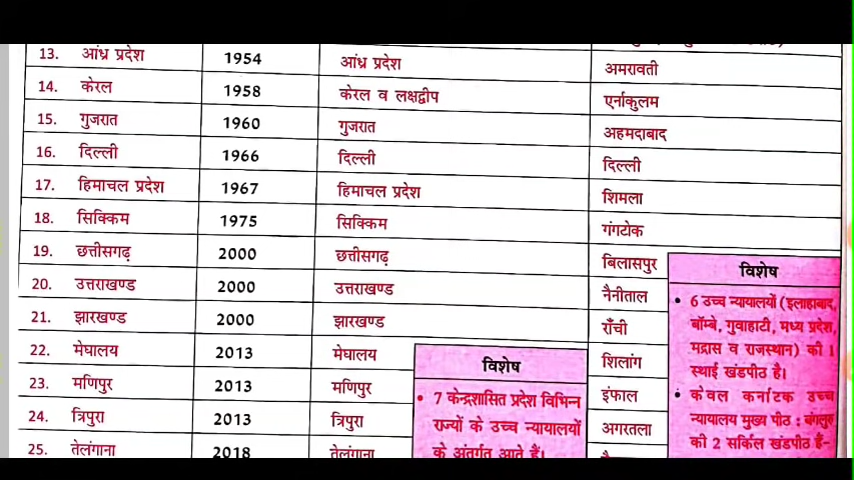 13. आंध्र प्रदेश 1954 आंध्र प्रदेश अमरावती
14. केरल 1958 केरल व लक्षद्वीप एर्नाकुलम
15. गुजरात 1960 गुजरात अहमदाबाद
16. दिल्ली 1966 दिल्ली दिल्ली
17. हिमाचल प्रदेश 1967 हिमाचल प्रदेश शिमला
18. सिक्किम 1975 सिक्किम गंगटोक
19. छत्तीसगढ़ 2000 छत्तीसगढ़ बिलासपुर
20. उत्तराखण्ड 2000 उत्तराखण्ड नैनीताल
21. झारखण्ड 2000 झारखण्ड राँची
22. मेघालय 2013 मेघालय शिलांग
23. मणिपुर 2013 मणिपुर इंफाल
24. त्रिपुरा 2013 त्रिपुरा अगरतला
25. तेलंगाना 2018 तेलंगाना
विशेष
• 7 केन्द्रशासित प्रदेश विभिन्न
राज्यों के उच्च न्यायालयों
के अंतर्गत आते हैं।
विशेष
• 6 उच्च न्यायालयों (इलाहाबाद,
बॉम्बे, गुवाहाटी, मध्य प्रदेश,
मद्रास व राजस्थान) की 1
स्थाई खंडपीठ है।
• केवल कर्नाटक उच्च
न्यायालय मुख्य पीठ : बंगलुरु
की 2 सर्किल खंडपीठ हैं-